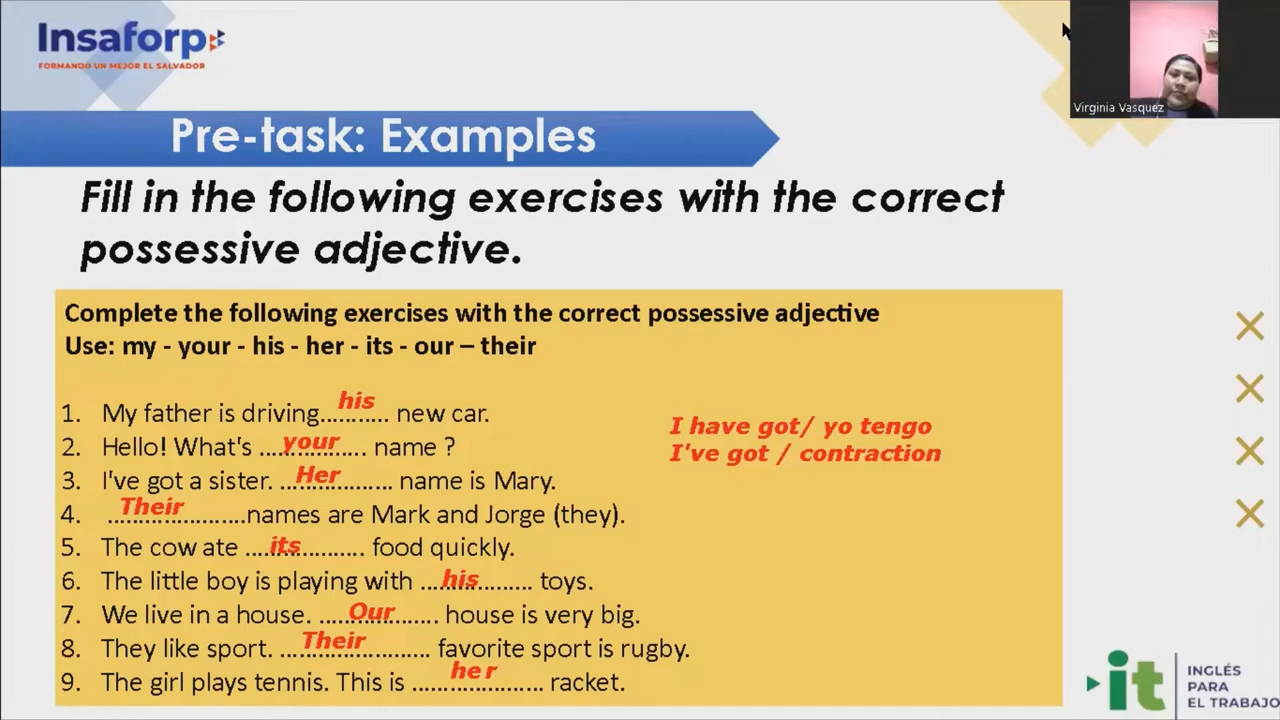 Insaforp
FORMANDO UN MEJOR EL SALVADOR
Virginia Vasquez
Pre-task: Examples
Fill in the following exercises with the correct
possessive adjective.
Complete the following exercises with the correct possessive adjective
Use: my - your - his - her - its - our – their
1. My father is driving....his....... new car.
2. Hello! What's ....your.... name ?
3. I've got a sister. ....Her.... name is Mary.
4. ....Their....names are Mark and Jorge (they).
5. The cow ate ....its.... food quickly.
6. The little boy is playing with ....his.... toys.
7. We live in a house. ....Our.... house is very big.
8. They like sport. ....Their.... favorite sport is rugby.
9. The girl plays tennis. This is ....her.... racket.
I have got/ yo tengo
I've got / contraction
it
INGLÉS
PARA
EL TRABAJO